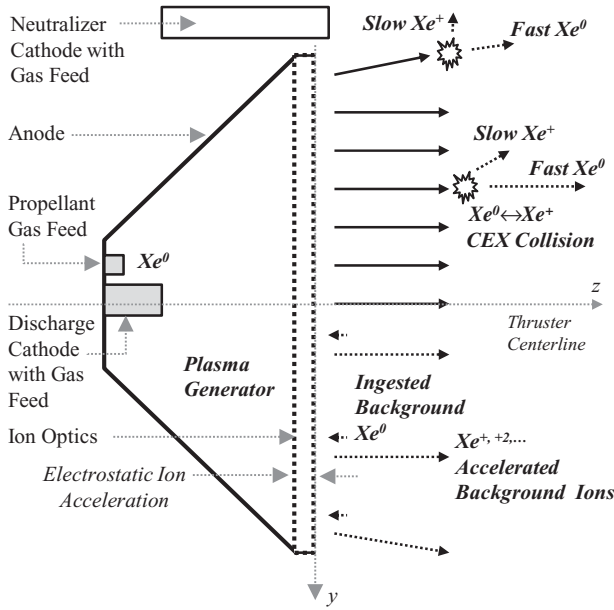 Neutralizer
Cathode with
Gas Feed
Anode
Propellant
Gas Feed
Xe⁰
Discharge
Cathode
with Gas
Feed
Plasma
Generator
Ion Optics
Electrostatic Ion
Acceleration
Slow Xe⁺
Fast Xe⁰
Slow Xe⁺
Fast Xe⁰
Xe⁰↔Xe⁺
CEX Collision
z
Thruster
Centerline
Ingested
Background
Xe⁰
Xe⁺,⁺²,…
Accelerated
Background Ions
y